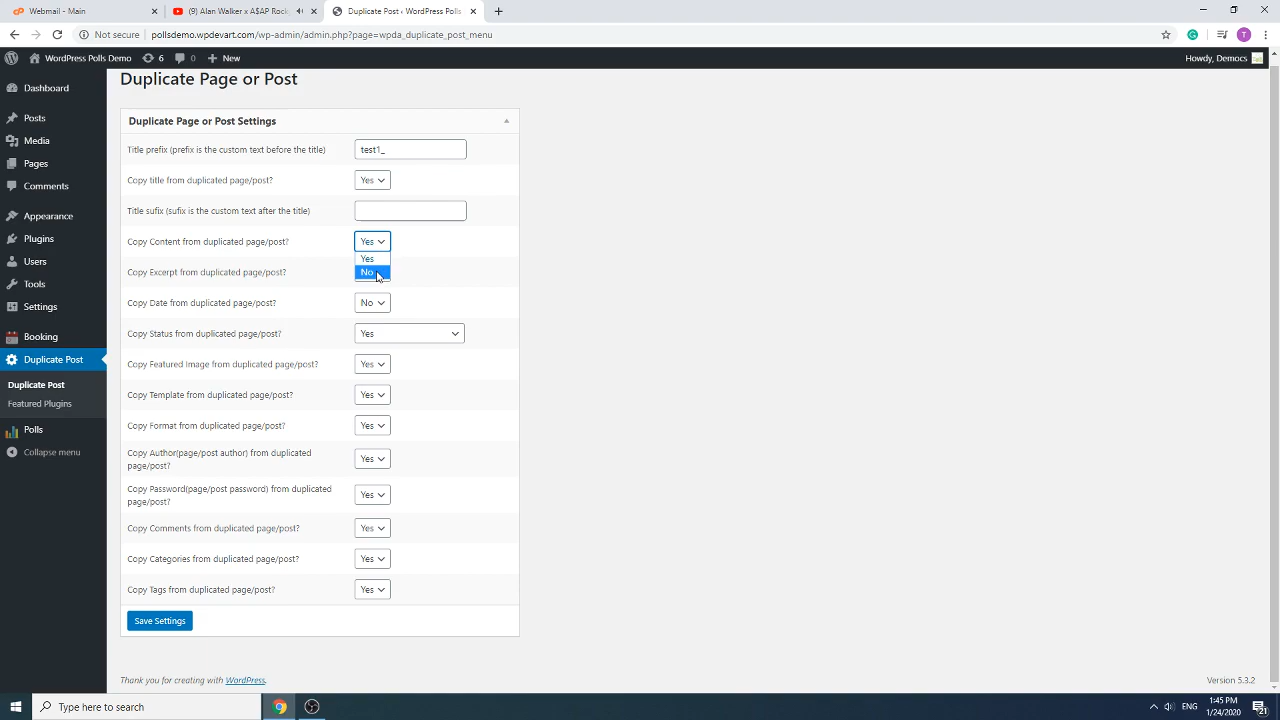 Webmail - Main
(9) Alan Walker x A$AP Rock
Duplicate Post ‹ WordPress Polls
Not secure
pollsdemo.wpdevart.com/wp-admin/admin.php?page=wpda_duplicate_post_menu
T
WordPress Polls Demo
6
0
New
Howdy, Democs
Dashboard
Posts
Media
Pages
Comments
Appearance
Plugins
Users
Tools
Settings
Booking
Duplicate Post
Duplicate Post
Featured Plugins
Polls
Collapse menu
Duplicate Page or Post
Duplicate Page or Post Settings
Title prefix (prefix is the custom text before the title)
test1_
Copy title from duplicated page/post?
Yes
Title sufix (sufix is the custom text after the title)
Copy Content from duplicated page/post?
Yes
Yes
No
Copy Excerpt from duplicated page/post?
Copy Date from duplicated page/post?
No
Copy Status from duplicated page/post?
Yes
Copy Featured Image from duplicated page/post?
Yes
Copy Template from duplicated page/post?
Yes
Copy Format from duplicated page/post?
Yes
Copy Author(page/post author) from duplicated
page/post?
Yes
Copy Password(page/post password) from duplicated
page/post?
Yes
Copy Comments from duplicated page/post?
Yes
Copy Categories from duplicated page/post?
Yes
Copy Tags from duplicated page/post?
Yes
Save Settings
Thank you for creating with WordPress.
Version 5.3.2
Type here to search
ENG
1:45 PM
1/24/2020
21